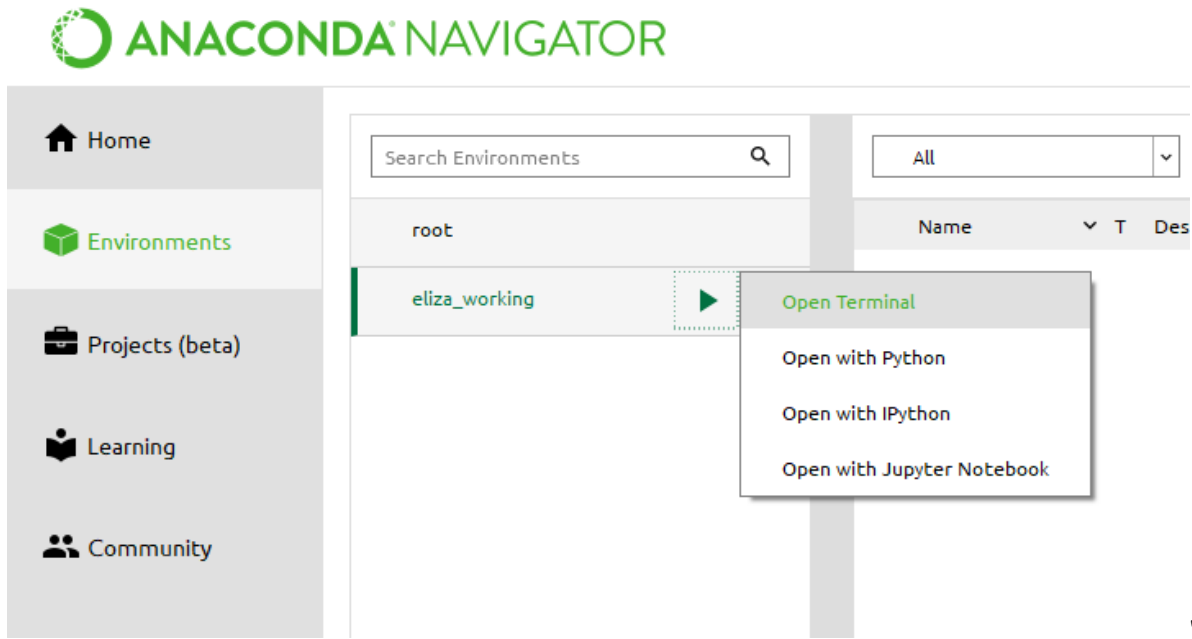 ANACONDA NAVIGATOR
Home
Environments
Projects (beta)
Learning
Community
Search Environments
root
eliza_working
Open Terminal
Open with Python
Open with IPython
Open with Jupyter Notebook
All
Name T Des